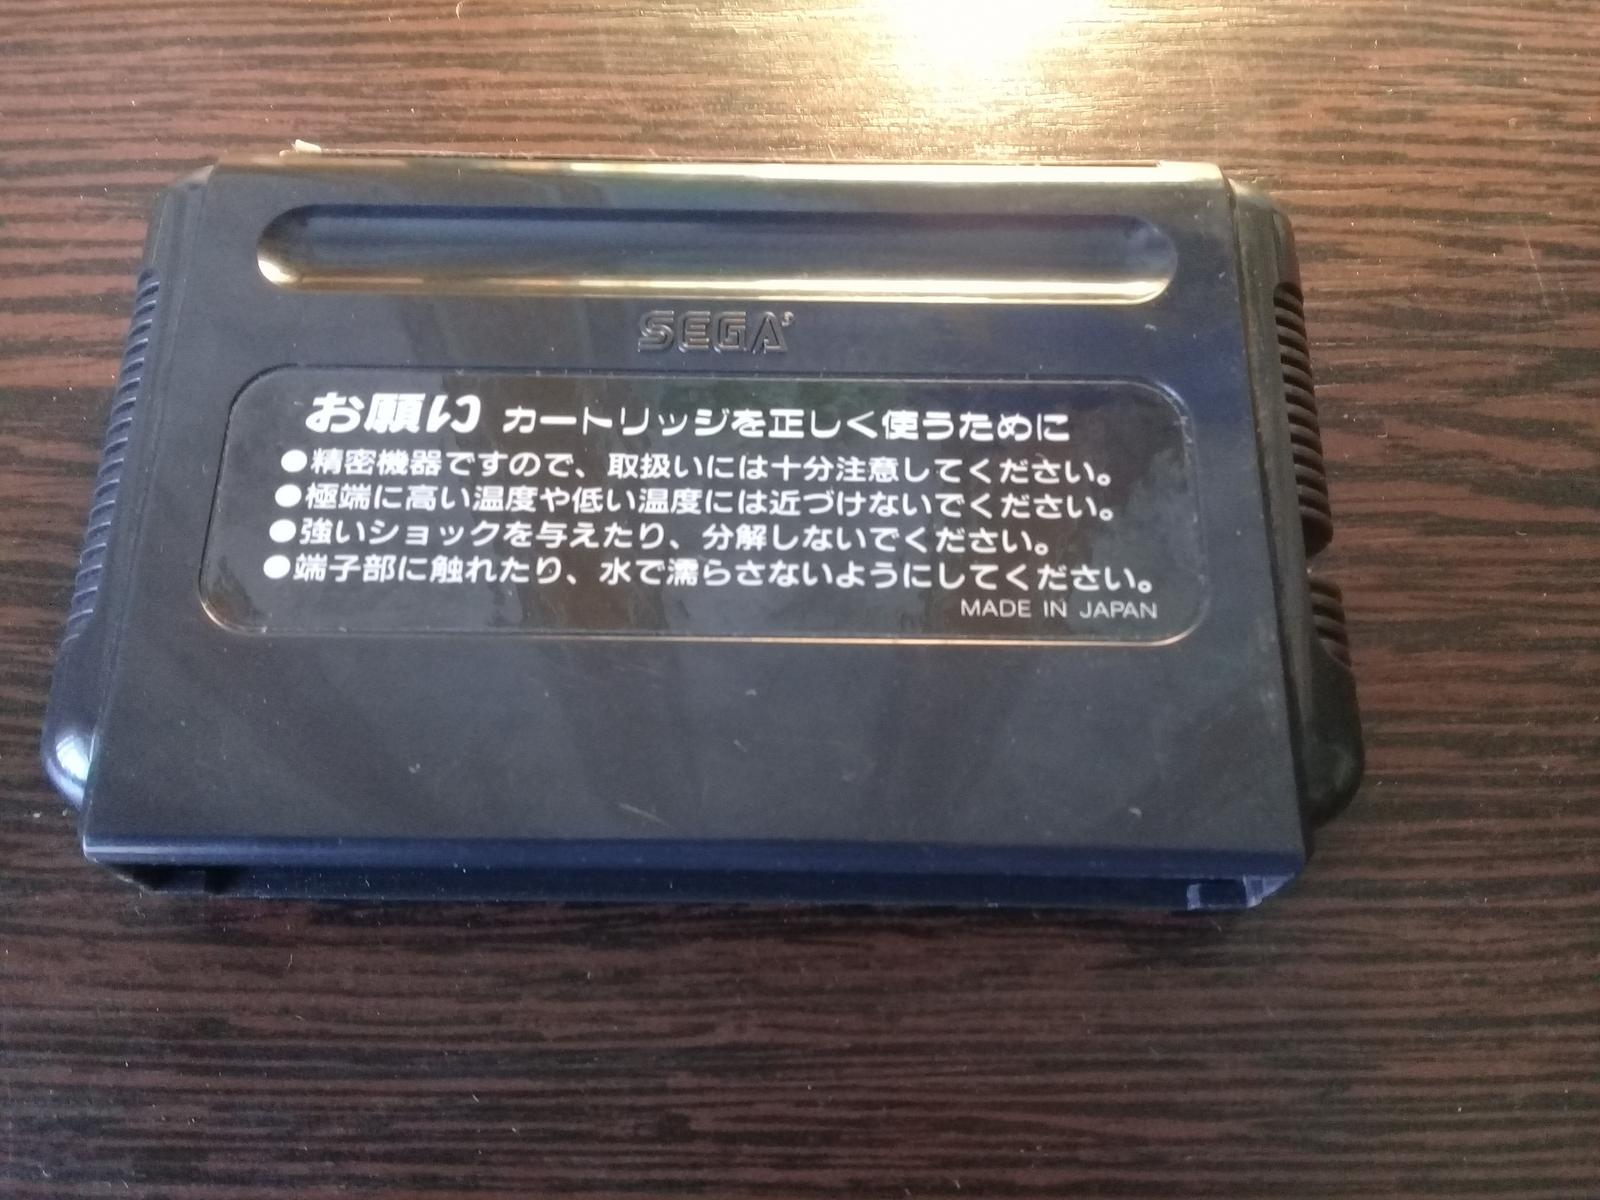 SEGA
お願い カートリッジを正しく使うために
●精密機器ですので、取扱いには十分注意してください。
●極端に高い温度や低い温度には近づけないでください。
●強いショックを与えたり、分解しないでください。
●端子部に触れたり、水で濡らさないようにしてください。
MADE IN JAPAN